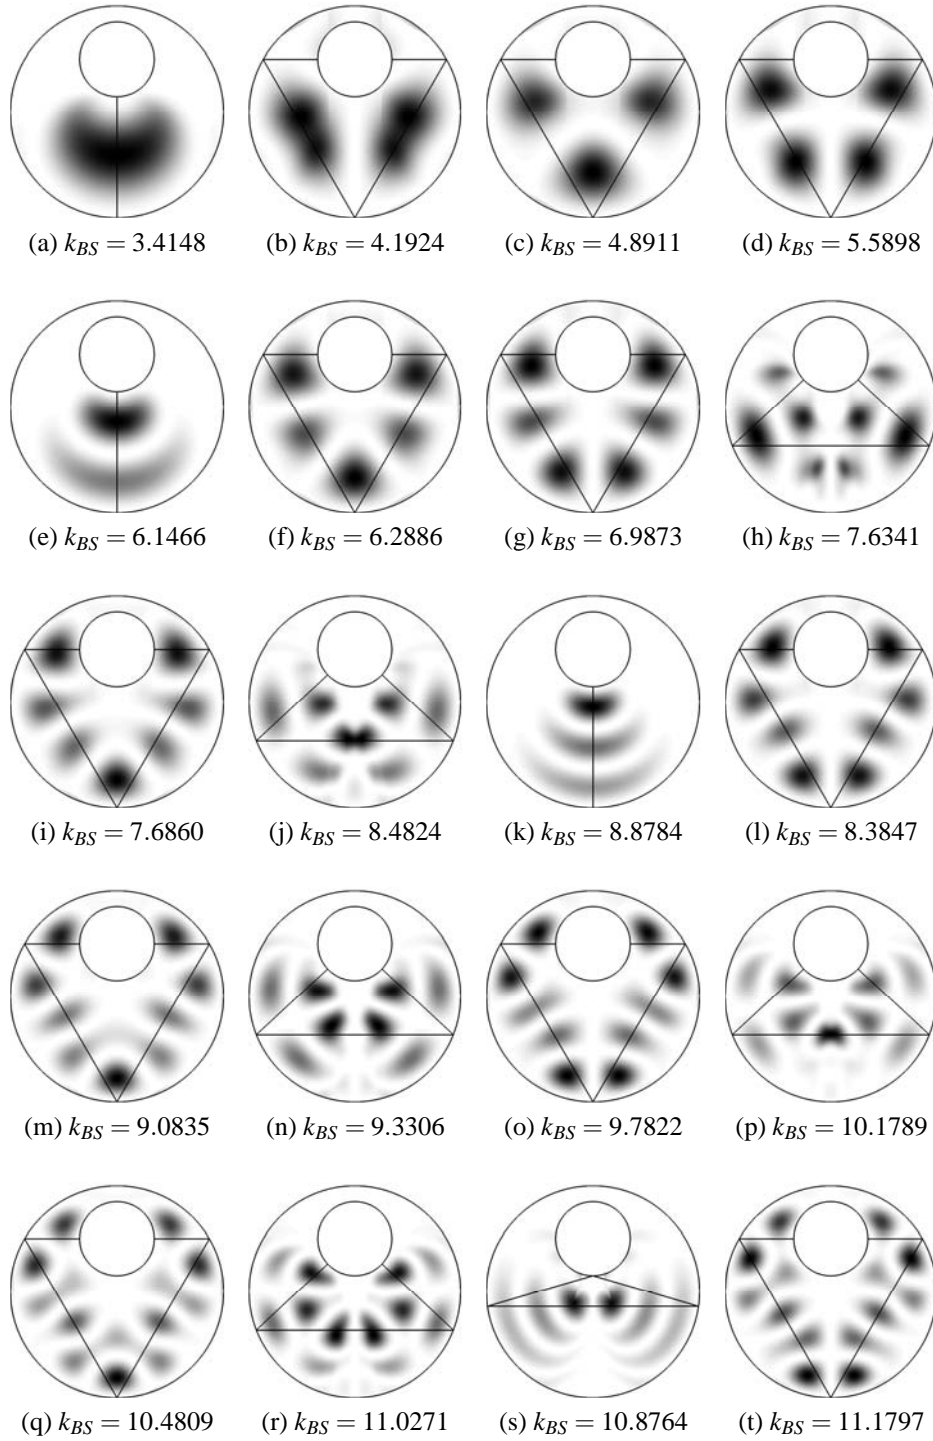 (a) k_BS = 3.4148
(b) k_BS = 4.1924
(c) k_BS = 4.8911
(d) k_BS = 5.5898
(e) k_BS = 6.1466
(f) k_BS = 6.2886
(g) k_BS = 6.9873
(h) k_BS = 7.6341
(i) k_BS = 7.6860
(j) k_BS = 8.4824
(k) k_BS = 8.8784
(l) k_BS = 8.3847
(m) k_BS = 9.0835
(n) k_BS = 9.3306
(o) k_BS = 9.7822
(p) k_BS = 10.1789
(q) k_BS = 10.4809
(r) k_BS = 11.0271
(s) k_BS = 10.8764
(t) k_BS = 11.1797